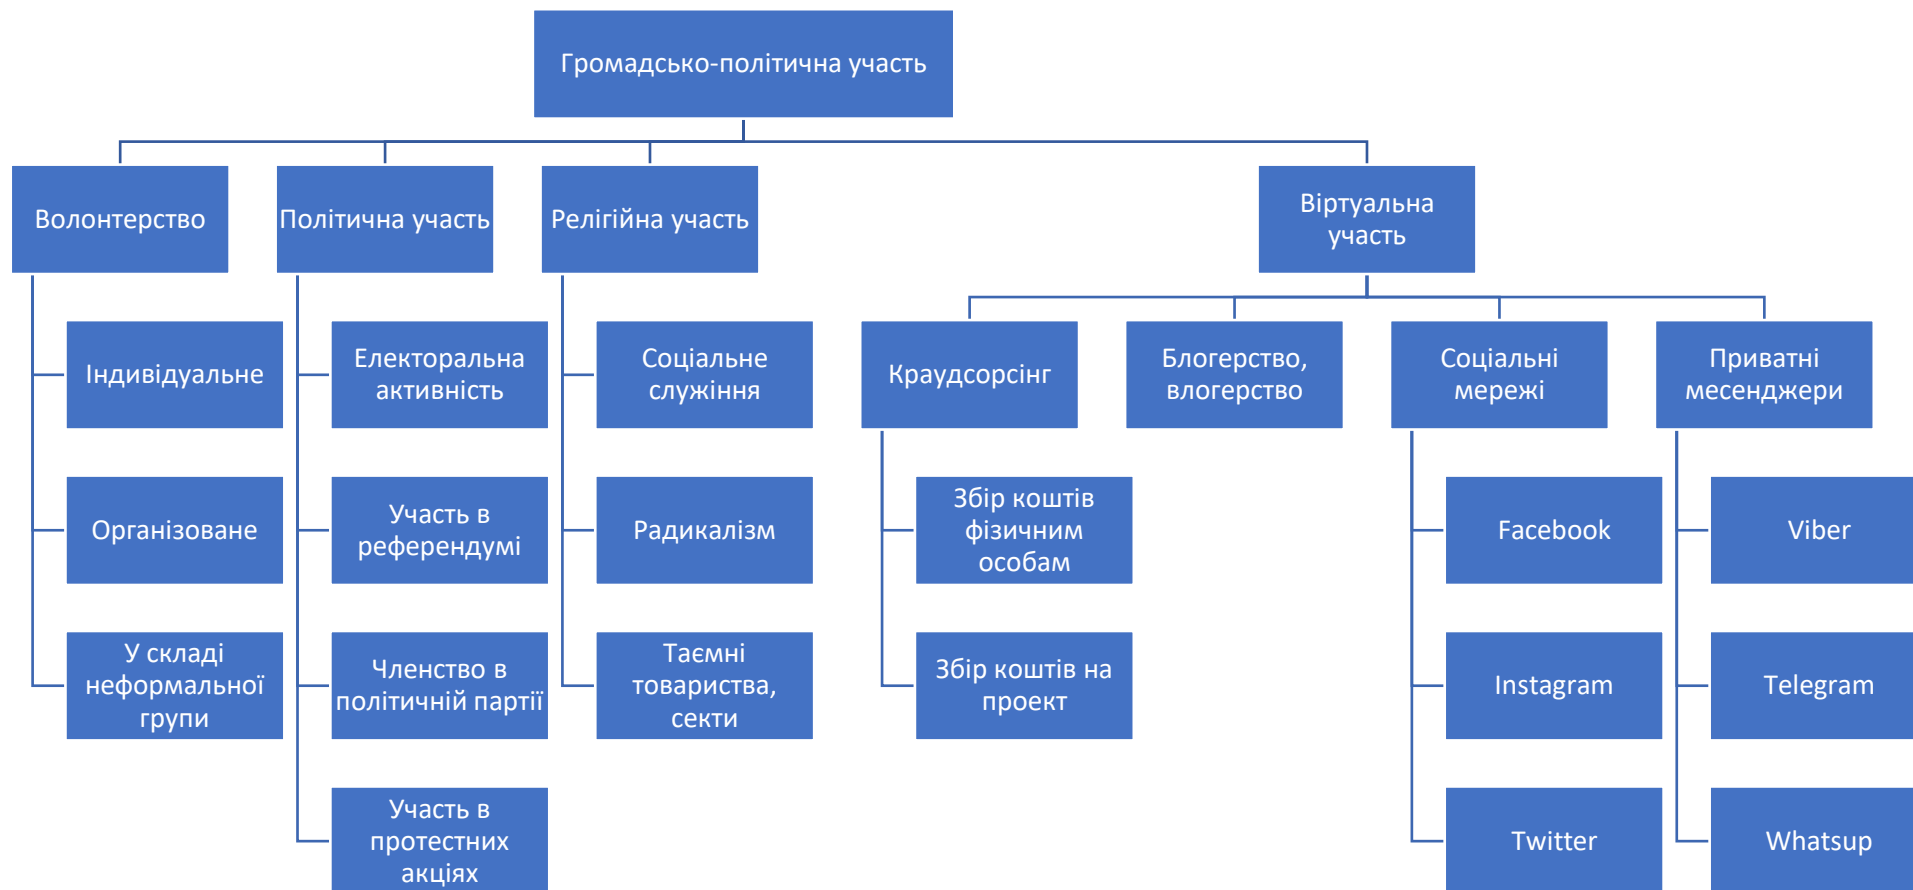 Громадсько-політична участь
Волонтерство
Політична участь
Релігійна участь
Віртуальна
участь
Індивідуальне
Електоральна
активність
Соціальне
служіння
Краудсорсінг
Блогерство,
влогерство
Соціальні
мережі
Приватні
месенджери
Організоване
Участь в
референдумі
Радикалізм
Збір коштів
фізичним
особам
Facebook
Viber
У складі
неформальної
групи
Членство в
політичній партії
Таємні
товариства,
секти
Збір коштів на
проект
Instagram
Telegram
Участь в
протестних
акціях
Twitter
Whatsup